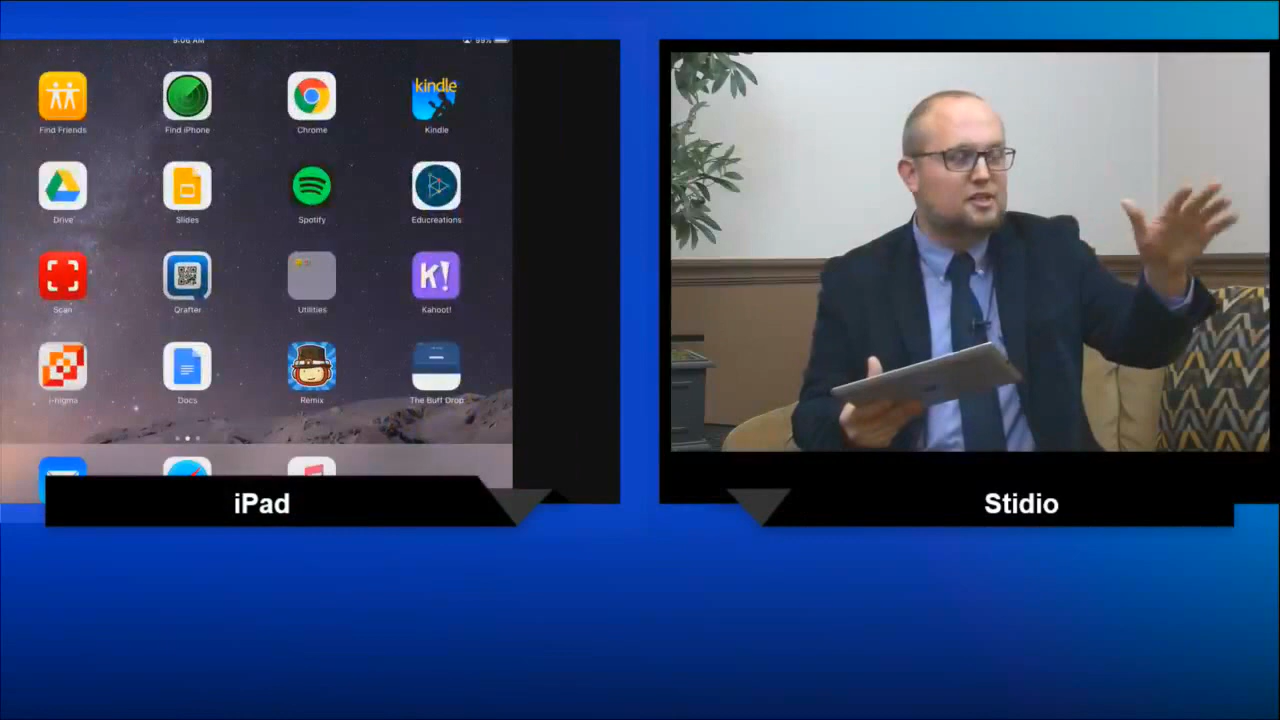 9:06 AM
99%
Find Friends
Find iPhone
Chrome
kindle
Kindle
Drive
Slides
Spotify
Educreations
Scan
Qrafter
Utilities
K!
Kahoot!
i-nigma
Docs
Remix
The Buff Drop
iPad
Stidio